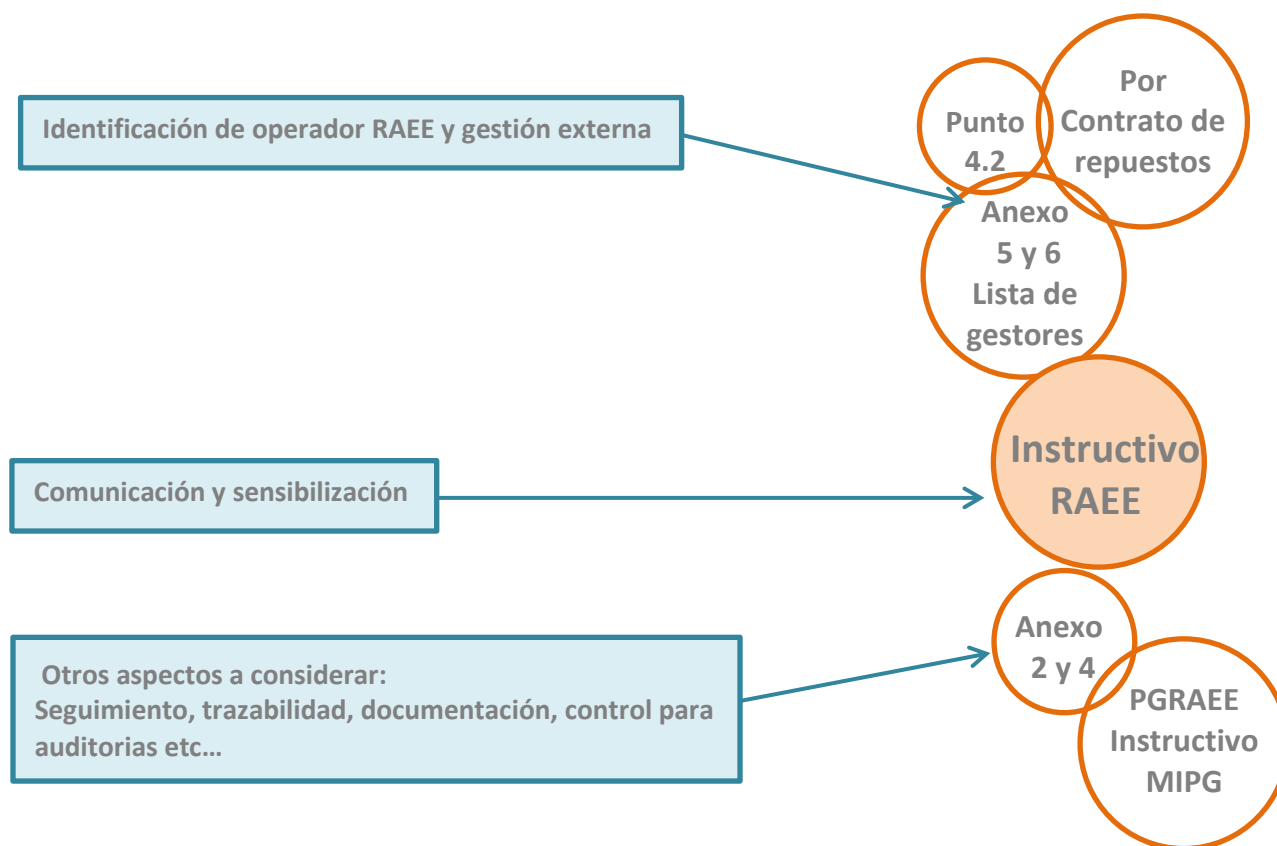 Identificación de operador RAEE y gestión externa
Punto
4.2
Por
Contrato de
repuestos
Anexo
5 y 6
Lista de
gestores
Comunicación y sensibilización
Instructivo
RAEE
Otros aspectos a considerar:
Seguimiento, trazabilidad, documentación, control para
auditorias etc…
Anexo
2 y 4
PGRAEE
Instructivo
MIPG